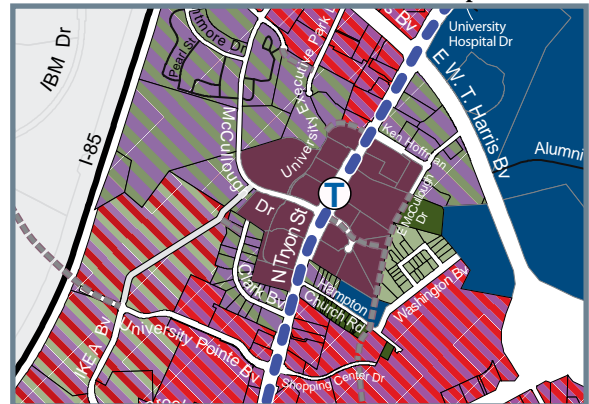 University
Hospital Dr
IBM Dr
Pearl St
tmore Dr
University Executive Park D
s Bv
E W. T. Harris Bv
I-85
McCullough
Dr
Ken Hoffman
Alumni
T
E McCullough
Dr
N Tryon St
Clark Bv
Hampton
Church Rd
Washington Bv
IKEA Bv
University Pointe Bv
Shopping Center Dr